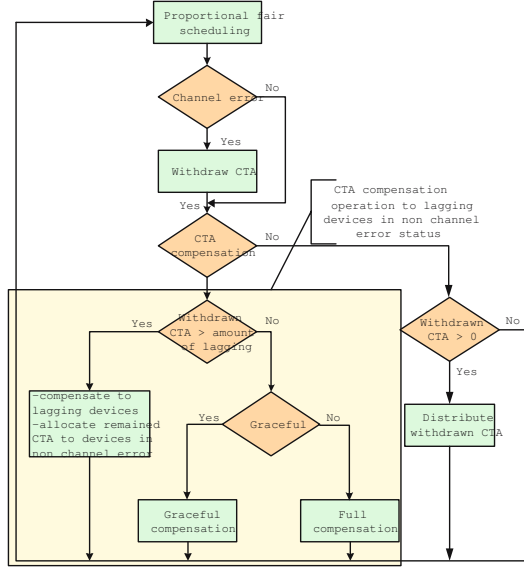 Proportional fair
scheduling
Channel error
No
Yes
Withdraw CTA
Yes
CTA compensation
operation to lagging
devices in non channel
error status
CTA
compensation
No
Withdrawn
CTA > amount
of lagging
Yes
No
Withdrawn
CTA > 0
No
Yes
-compensate to
lagging devices
-allocate remained
CTA to devices in
non channel error
Yes
Graceful
No
Distribute
withdrawn CTA
Graceful
compensation
Full
compensation